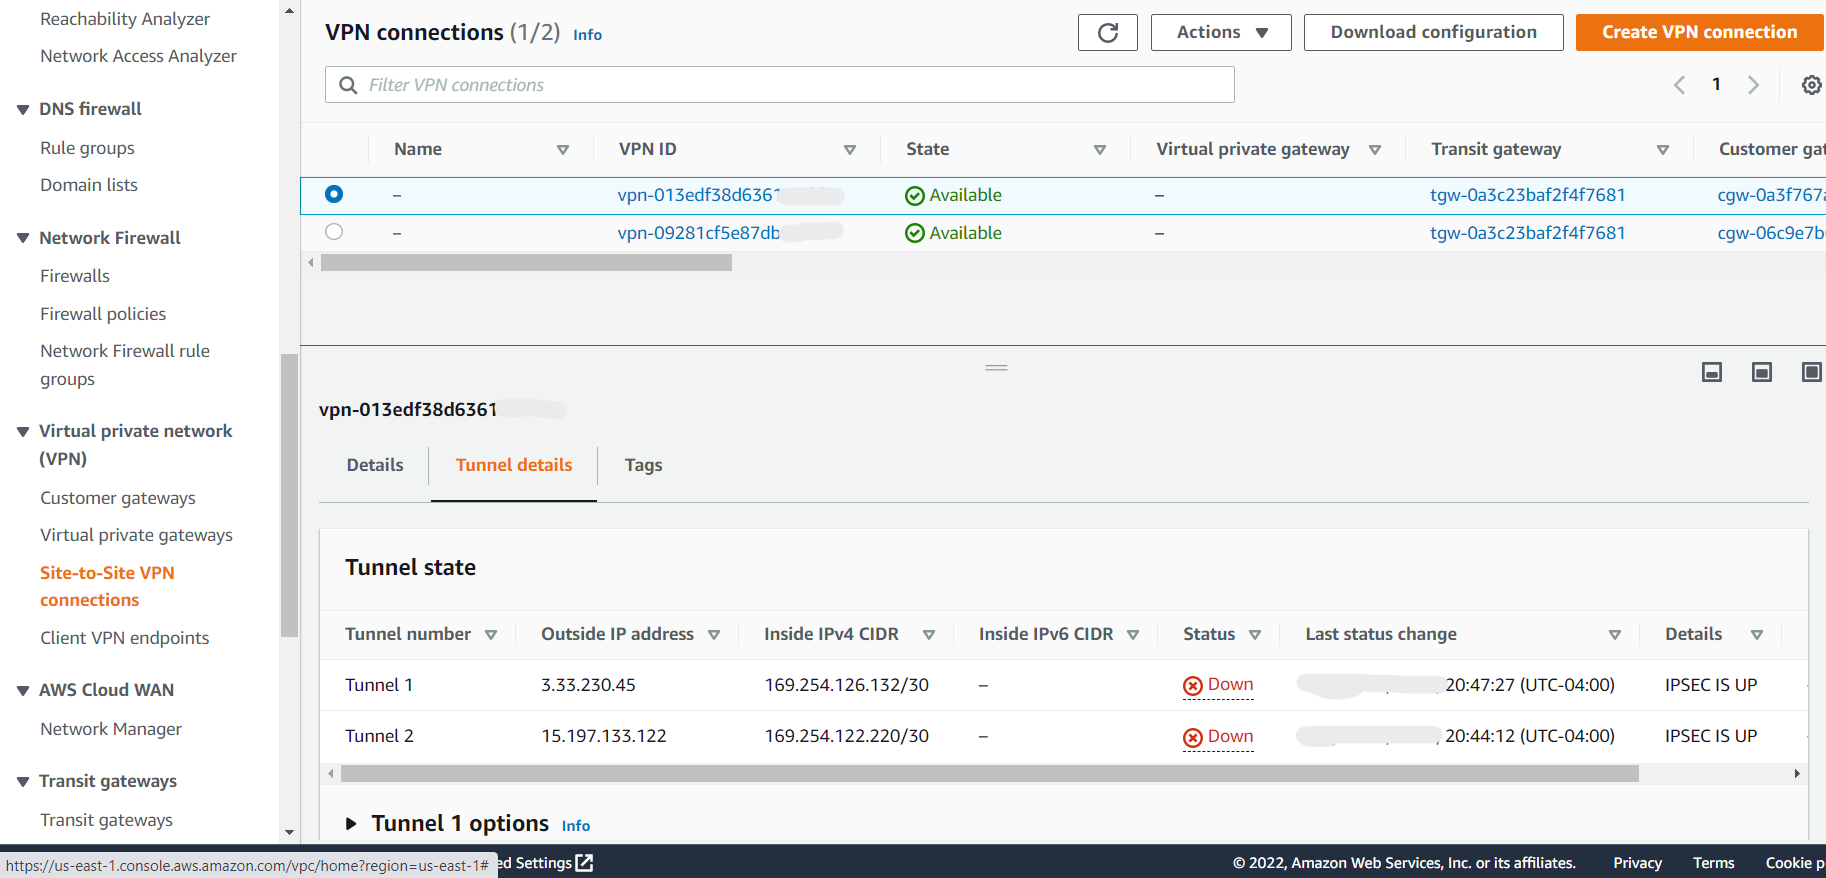 Reachability Analyzer
Network Access Analyzer
DNS firewall
Rule groups
Domain lists
Network Firewall
Firewalls
Firewall policies
Network Firewall rule
groups
Virtual private network
(VPN)
Customer gateways
Virtual private gateways
Site-to-Site VPN
connections
Client VPN endpoints
AWS Cloud WAN
Network Manager
Transit gateways
Transit gateways
VPN connections (1/2) Info
Actions Download configuration Create VPN connection
Filter VPN connections
1
Name VPN ID State Virtual private gateway Transit gateway Customer gat
– vpn-013edf38d6361 Available – tgw-0a3c23baf2f4f7681 cgw-0a3f767a
– vpn-09281cf5e87db Available – tgw-0a3c23baf2f4f7681 cgw-06c9e7b
vpn-013edf38d6361
Details Tunnel details Tags
Tunnel state
Tunnel number Outside IP address Inside IPv4 CIDR Inside IPv6 CIDR Status Last status change Details
Tunnel 1 3.33.230.45 169.254.126.132/30 – Down 20:47:27 (UTC-04:00) IPSEC IS UP
Tunnel 2 15.197.133.122 169.254.122.220/30 – Down 20:44:12 (UTC-04:00) IPSEC IS UP
Tunnel 1 options Info
https://us-east-1.console.aws.amazon.com/vpc/home?region=us-east-1# ed Settings © 2022, Amazon Web Services, Inc. or its affiliates. Privacy Terms Cookie p